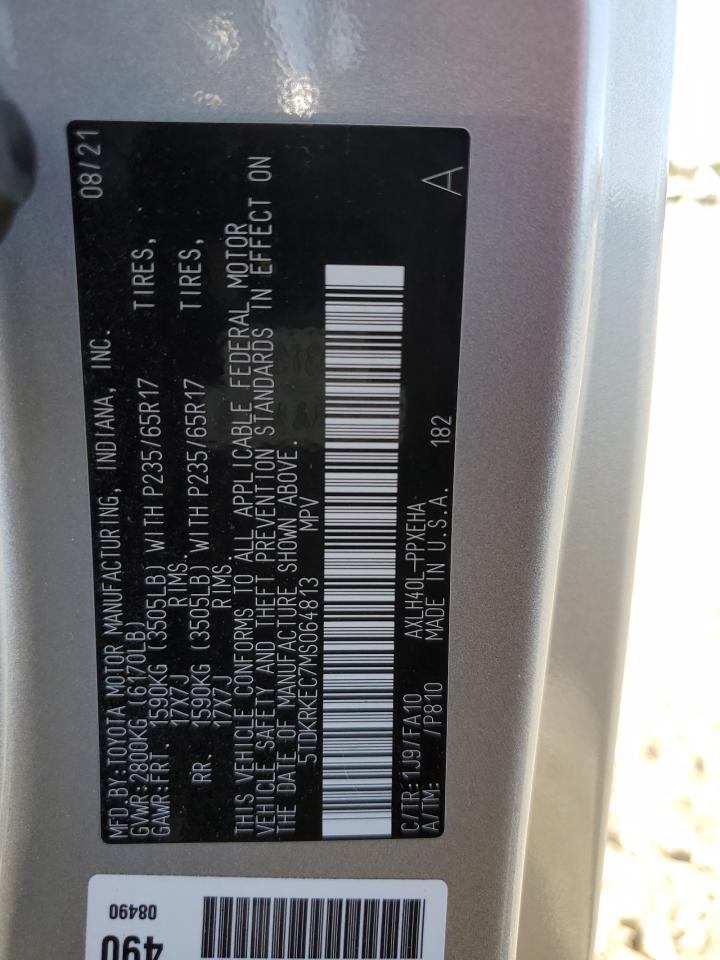 MFD.BY:TOYOTA MOTOR MANUFACTURING, INDIANA, INC. 08/21
GVWR:2800KG (6170LB)
GAWR:FRT. 1590KG (3505LB) WITH P235/65R17 TIRES,
17X7J RIMS.
RR. 1590KG (3505LB) WITH P235/65R17 TIRES,
17X7J RIMS.
THIS VEHICLE CONFORMS TO ALL APPLICABLE FEDERAL MOTOR
VEHICLE SAFETY AND THEFT PREVENTION STANDARDS IN EFFECT ON
THE DATE OF MANUFACTURE SHOWN ABOVE.
5TDKRKEC7MS064813 MPV
C/TR:1J9/FA10 AXLH40L-PPXEHA A
A/TM: /P810 MADE IN U.S.A. 182
490
08490